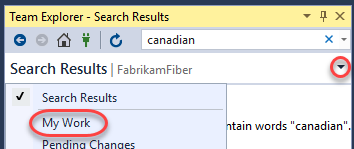 Team Explorer - Search Results
canadian
Search Results | FabrikamFiber
Search Results
My Work
ntain words "canadian".
Pending Changes